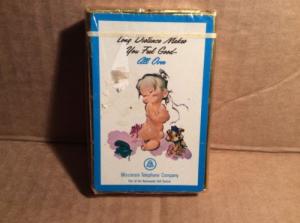 Long Distance Makes
You Feel Good-
All Over
Wisconsin Telephone Company
Part of the Nationwide Bell System